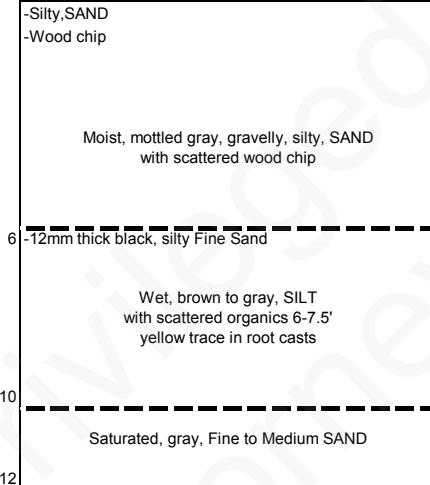 -Silty,SAND
-Wood chip
Moist, mottled gray, gravelly, silty, SAND
with scattered wood chip
6
-12mm thick black, silty Fine Sand
Wet, brown to gray, SILT
with scattered organics 6-7.5'
yellow trace in root casts
10
Saturated, gray, Fine to Medium SAND
12